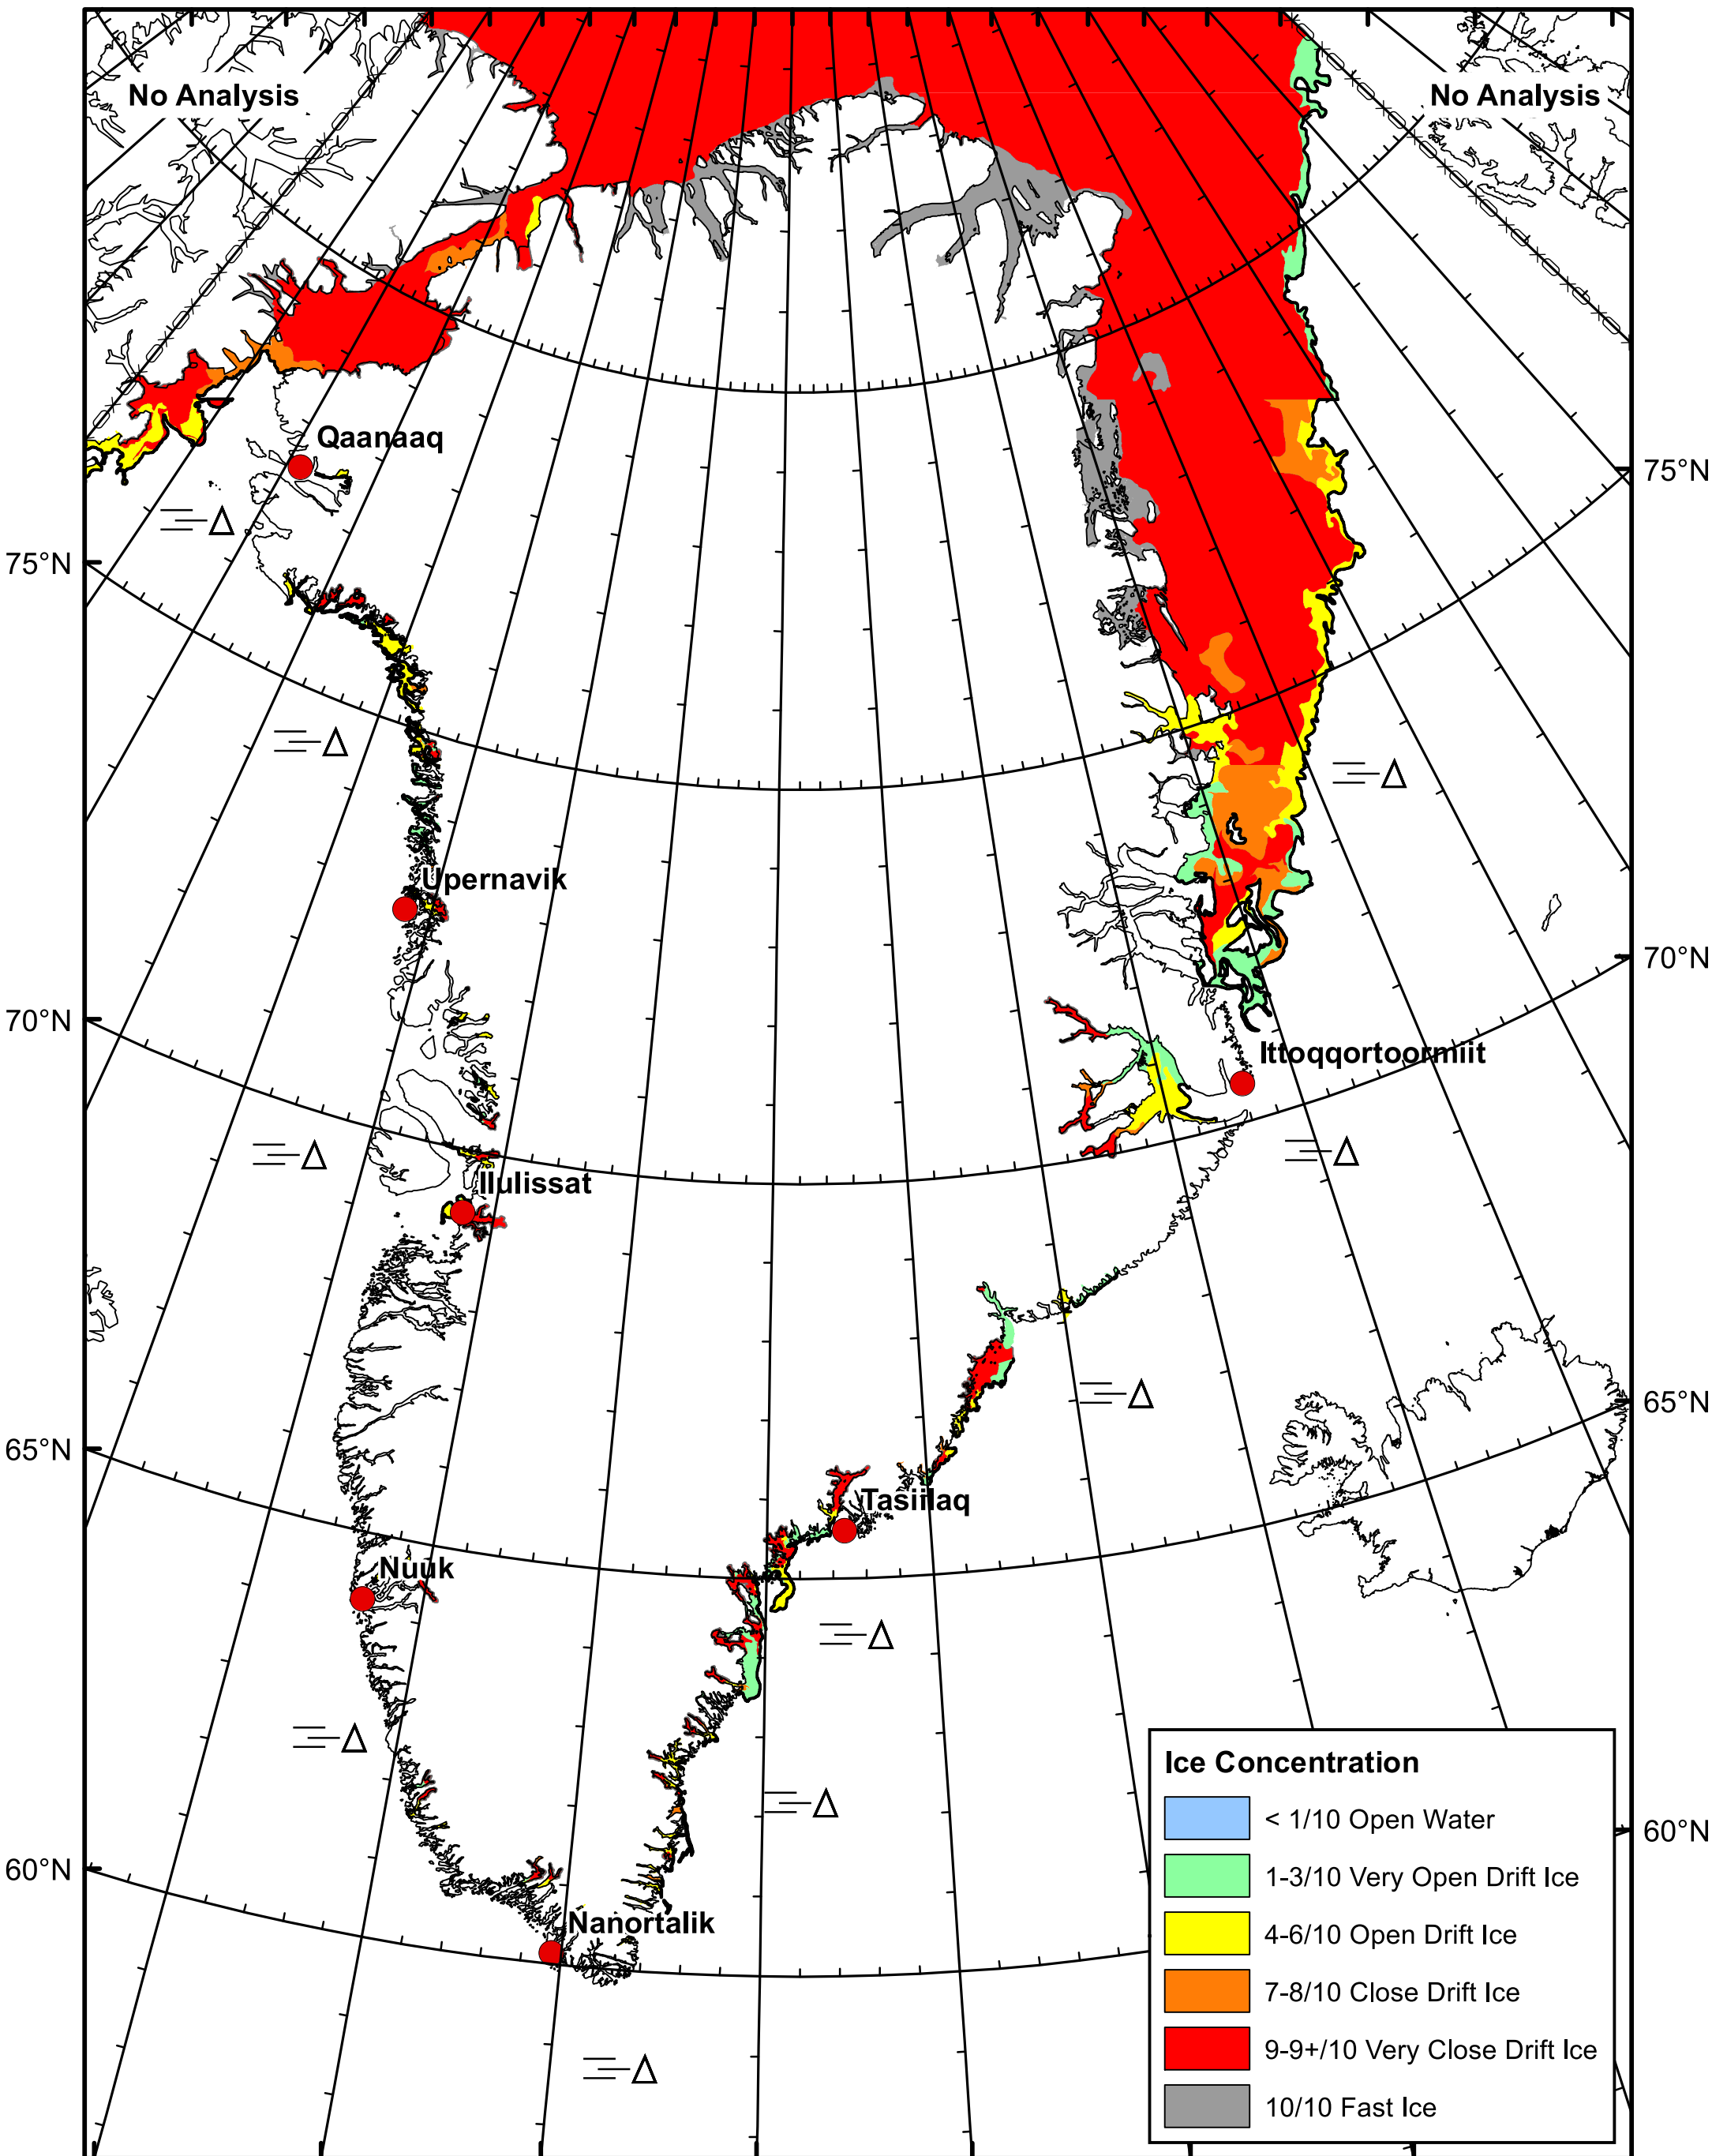 No Analysis
No Analysis
Qaanaaq
75°N
75°N
Upernavik
70°N
70°N
Ittoqqortoormiit
Ilulissat
65°N
65°N
Tasiilaq
Nuuk
Ice Concentration
< 1/10 Open Water
60°N
60°N
1-3/10 Very Open Drift Ice
Nanortalik
4-6/10 Open Drift Ice
7-8/10 Close Drift Ice
9-9+/10 Very Close Drift Ice
10/10 Fast Ice